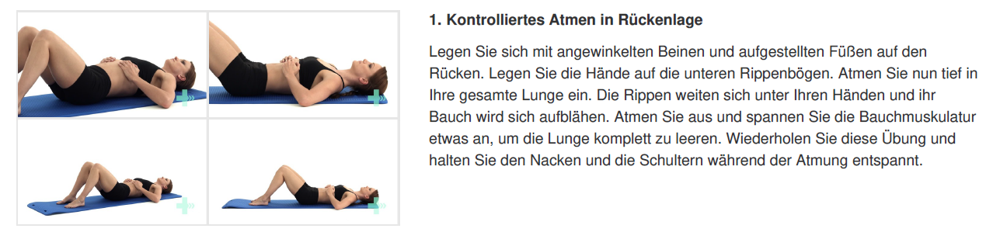 1. Kontrolliertes Atmen in Rückenlage
Legen Sie sich mit angewinkelten Beinen und aufgestellten Füßen auf den
Rücken. Legen Sie die Hände auf die unteren Rippenbögen. Atmen Sie nun tief in
Ihre gesamte Lunge ein. Die Rippen weiten sich unter Ihren Händen und ihr
Bauch wird sich aufblähen. Atmen Sie aus und spannen Sie die Bauchmuskulatur
etwas an, um die Lunge komplett zu leeren. Wiederholen Sie diese Übung und
halten Sie den Nacken und die Schultern während der Atmung entspannt.